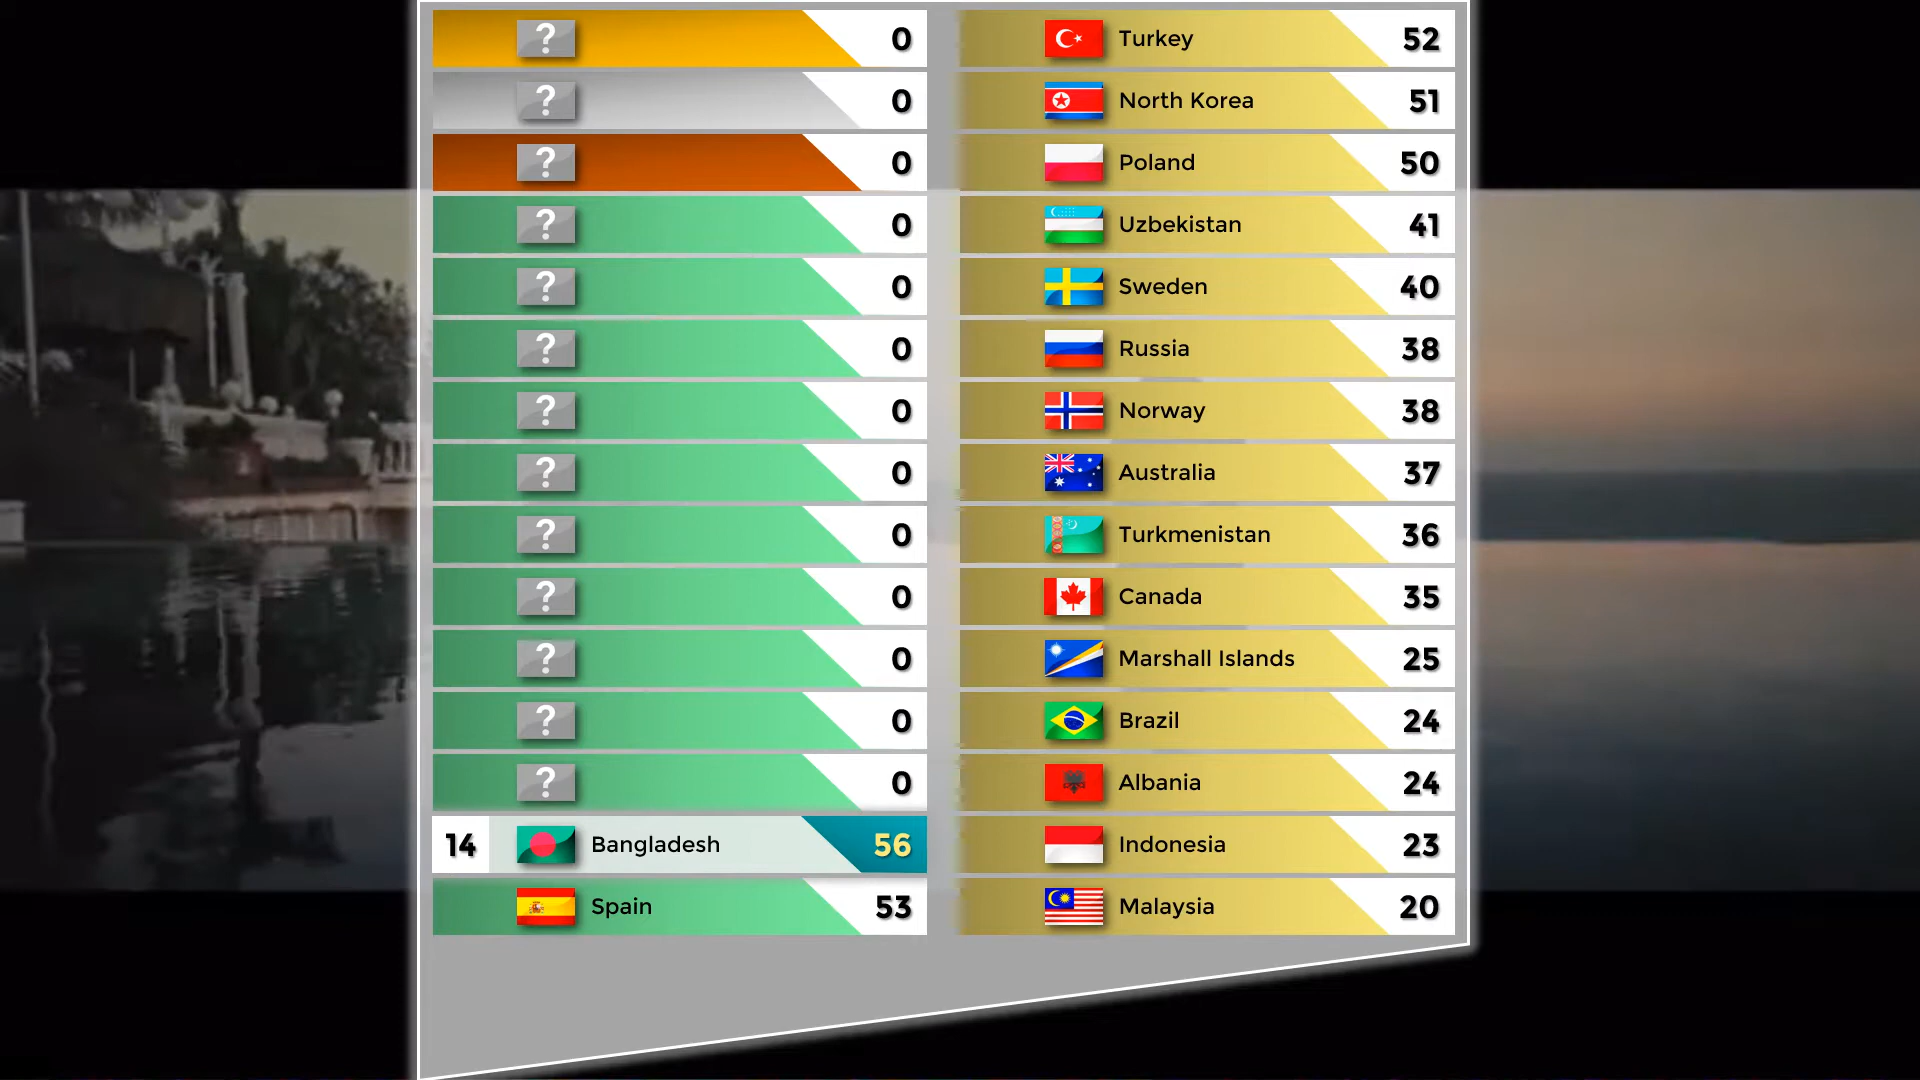 ? 0
? 0
? 0
? 0
? 0
? 0
? 0
? 0
? 0
? 0
? 0
? 0
? 0
14 Bangladesh 56
Spain 53
Turkey 52
North Korea 51
Poland 50
Uzbekistan 41
Sweden 40
Russia 38
Norway 38
Australia 37
Turkmenistan 36
Canada 35
Marshall Islands 25
Brazil 24
Albania 24
Indonesia 23
Malaysia 20